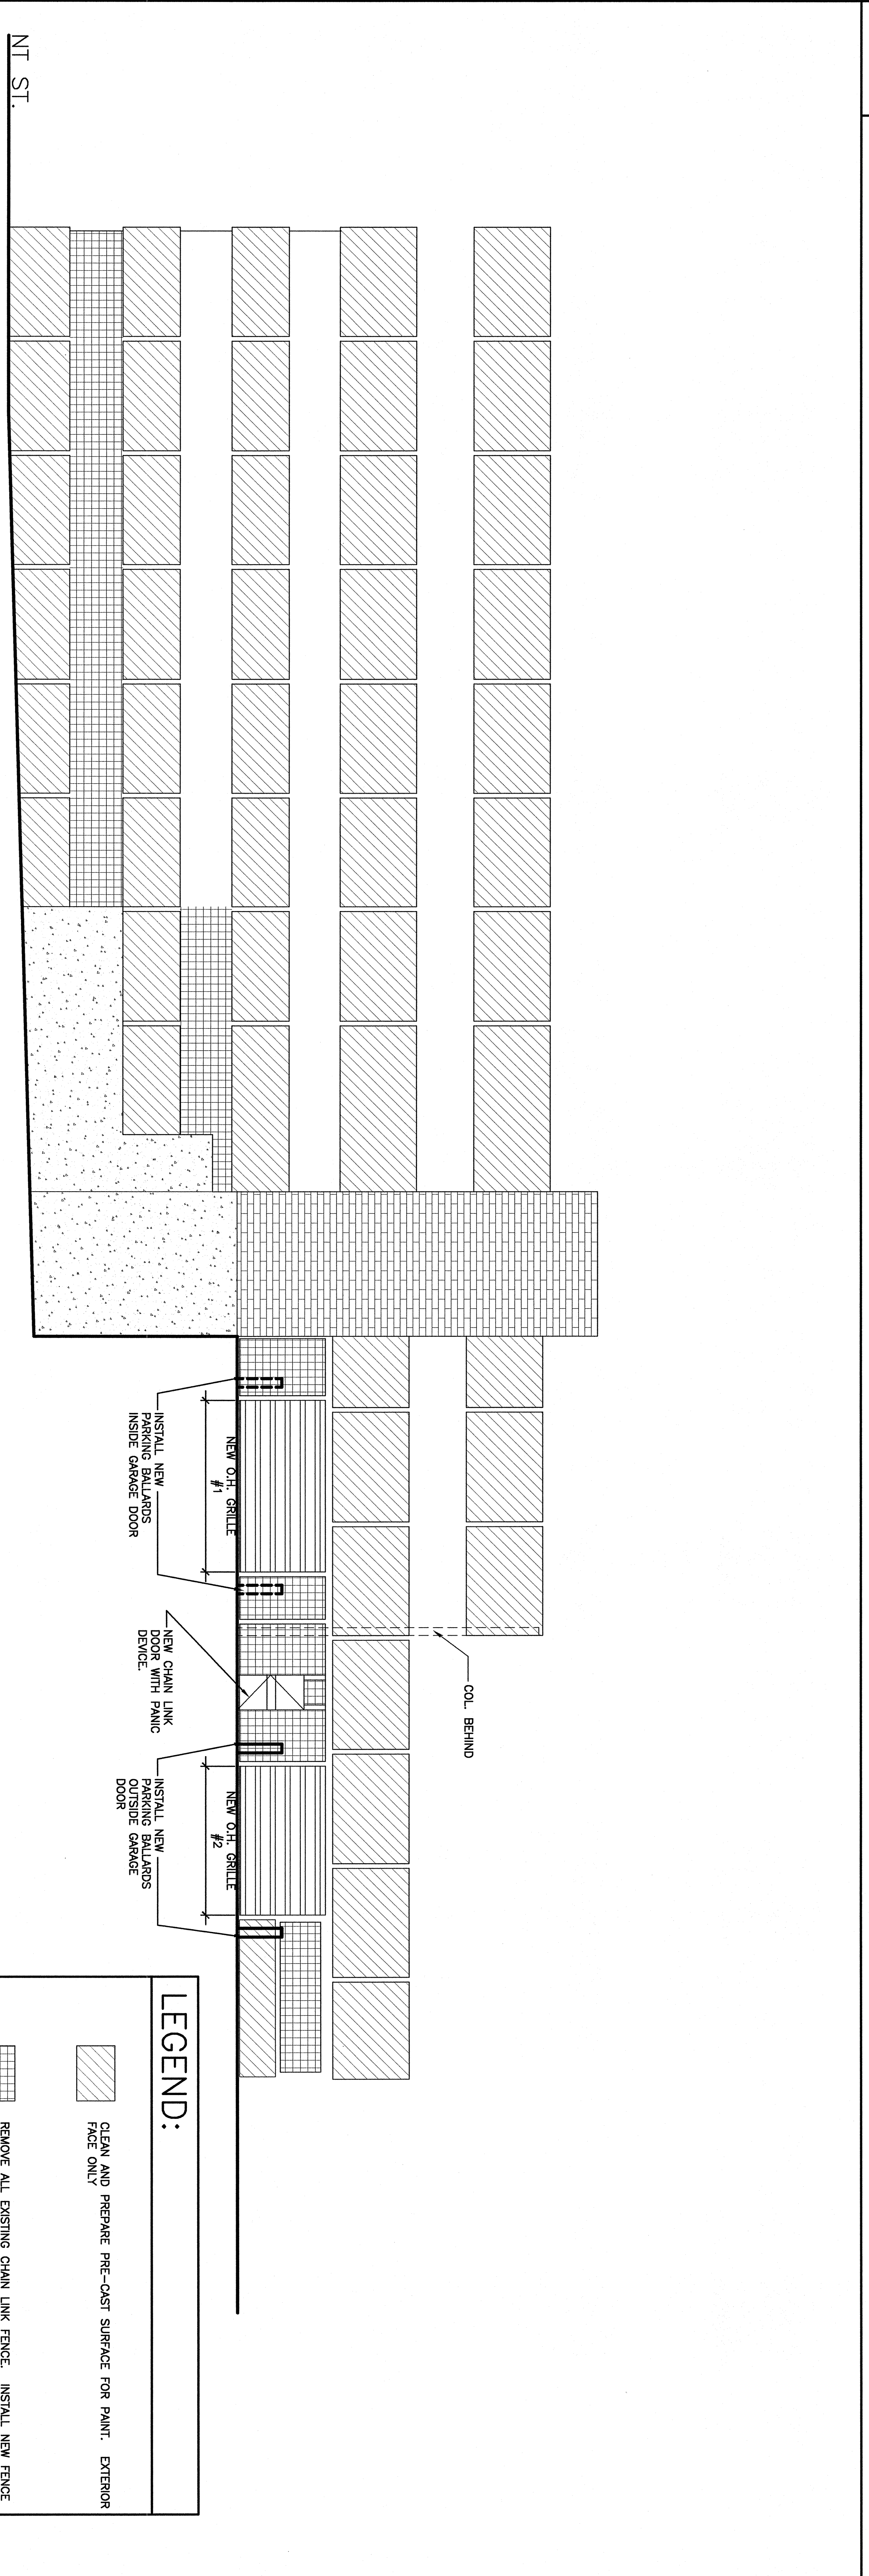 NT ST.
COL. BEHIND
NEW O.H. GRILLE
#1
INSTALL NEW
PARKING BALLARDS
INSIDE GARAGE DOOR
NEW CHAIN LINK
DOOR WITH PANIC
DEVICE.
NEW O.H. GRILLE
#2
INSTALL NEW
PARKING BALLARDS
OUTSIDE GARAGE
DOOR
LEGEND:
CLEAN AND PREPARE PRE-CAST SURFACE FOR PAINT. EXTERIOR
FACE ONLY
REMOVE ALL EXISTING CHAIN LINK FENCE. INSTALL NEW FENCE